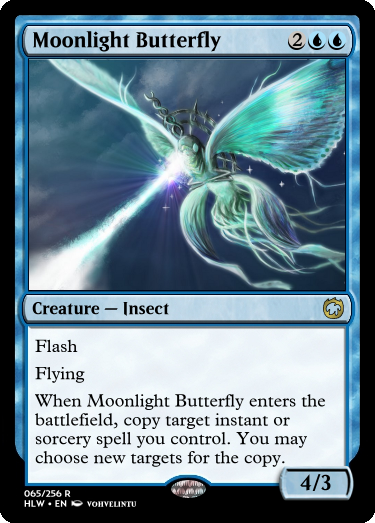 Moonlight Butterfly 2
Creature — Insect
Flash
Flying
When Moonlight Butterfly enters the
battlefield, copy target instant or
sorcery spell you control. You may
choose new targets for the copy.
4/3
065/256 R
HLW • EN VOHVELINTU